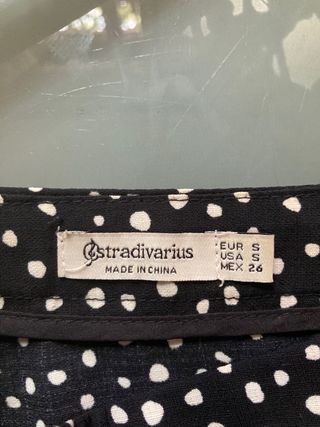 stradivarius
MADE IN CHINA
EUR S
USA S
MEX 26